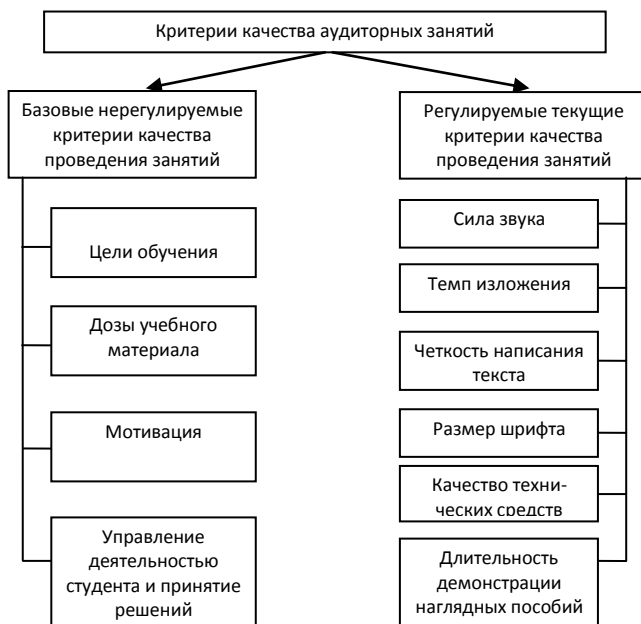 Критерии качества аудиторных занятий
Базовые нерегулируемые
критерии качества
проведения занятий
Цели обучения
Дозы учебного
материала
Мотивация
Управление
деятельностью
студента и принятие
решений
Регулируемые текущие
критерии качества
проведения занятий
Сила звука
Темп изложения
Четкость написания
текста
Размер шрифта
Качество техни-
ческих средств
Длительность
демонстрации
наглядных пособий